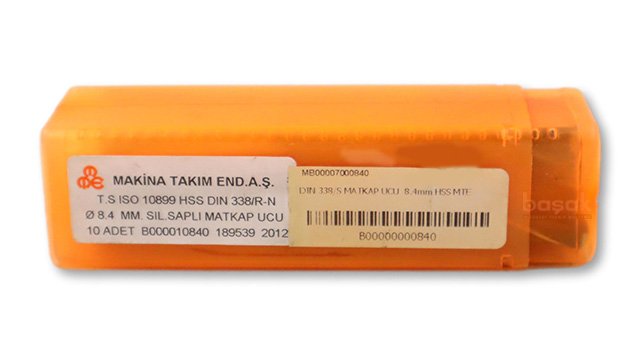 MTE
MAKİNA TAKIM END.A.Ş.
T.S ISO 10899 HSS DIN 338/R-N
Ø 8.4 MM. SIL.SAPLI MATKAP UCU
10 ADET B000010840 189539 2012
MB00007000840
DIN 338/S MATKAP UCU 8.4mm HSS MTE
B00000000840
başak